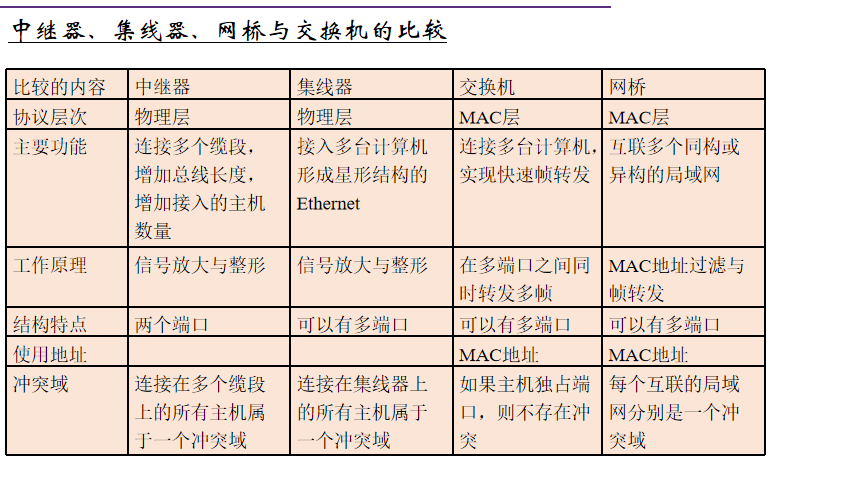 中继器、集线器、网桥与交换机的比较
比较的内容 中继器 集线器 交换机 网桥
协议层次 物理层 物理层 MAC层 MAC层
主要功能 连接多个缆段， 接入多台计算机 连接多台计算机， 互联多个同构或
增加总线长度， 形成星形结构的 实现快速帧转发 异构的局域网
增加接入的主机 Ethernet
数量
工作原理 信号放大与整形 信号放大与整形 在多端口之间同 MAC地址过滤与
时转发多帧 帧转发
结构特点 两个端口 可以有多端口 可以有多端口 可以有多端口
使用地址 MAC地址 MAC地址
冲突域 连接在多个缆段 连接在集线器上 如果主机独占端 每个互联的局域
上的所有主机属 的所有主机属于 口，则不存在冲 网分别是一个冲
于一个冲突域 一个冲突域 突 突域